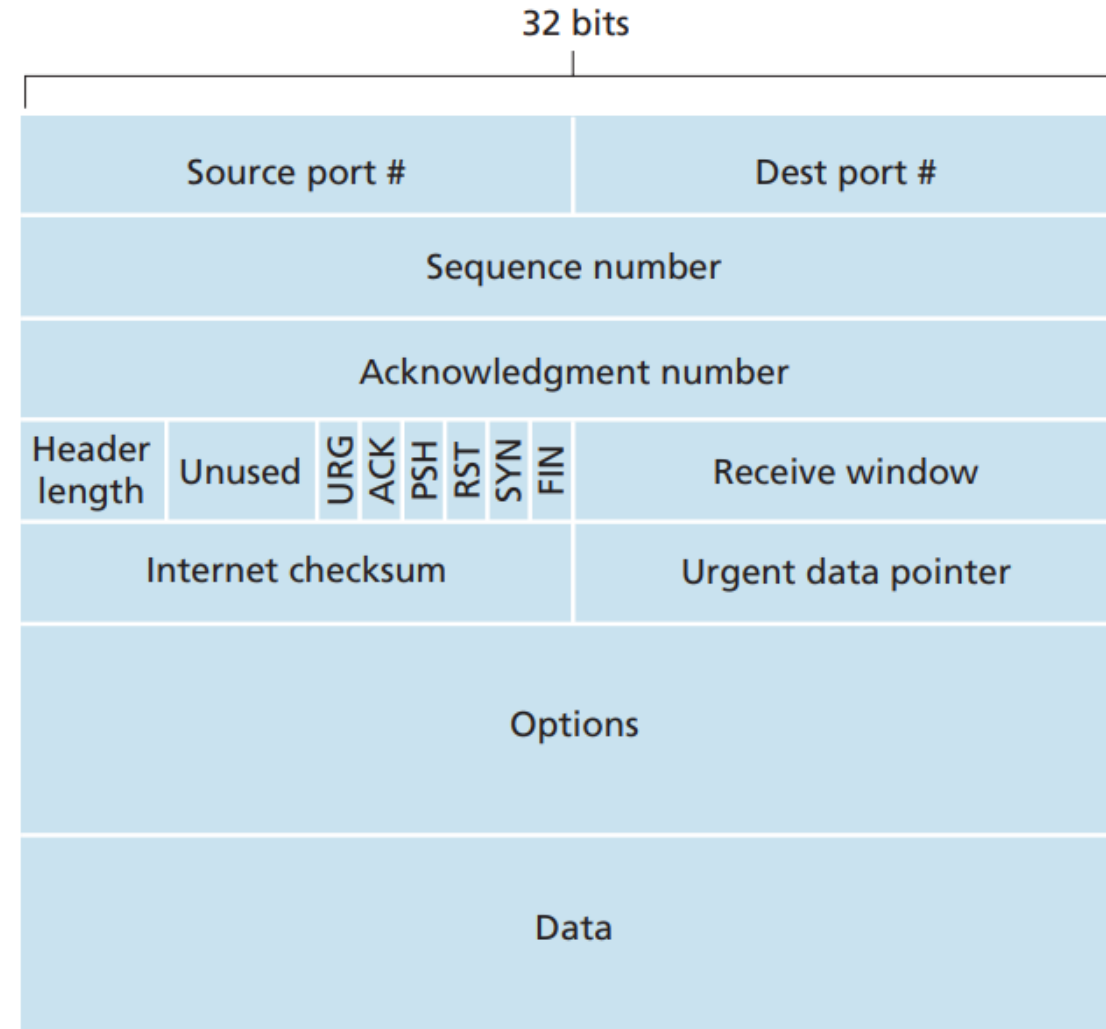 32 bits
Source port #
Dest port #
Sequence number
Acknowledgment number
Header
length
Unused
URG
ACK
PSH
RST
SYN
FIN
Receive window
Internet checksum
Urgent data pointer
Options
Data